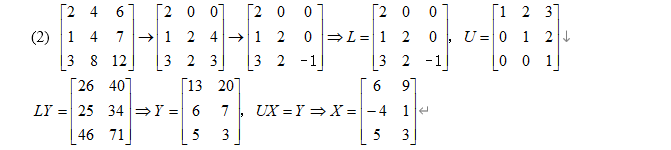 (2) [2 4 6; 1 4 7; 3 8 12] → [2 0 0; 1 2 4; 3 2 3] → [2 0 0; 1 2 0; 3 2 -1] ⇒ L = [2 0 0; 1 2 0; 3 2 -1], U = [1 2 3; 0 1 2; 0 0 1] ↓
LY = [26 40; 25 34; 46 71] ⇒ Y = [13 20; 6 7; 5 3], UX = Y ⇒ X = [6 9; -4 1; 5 3] ↵